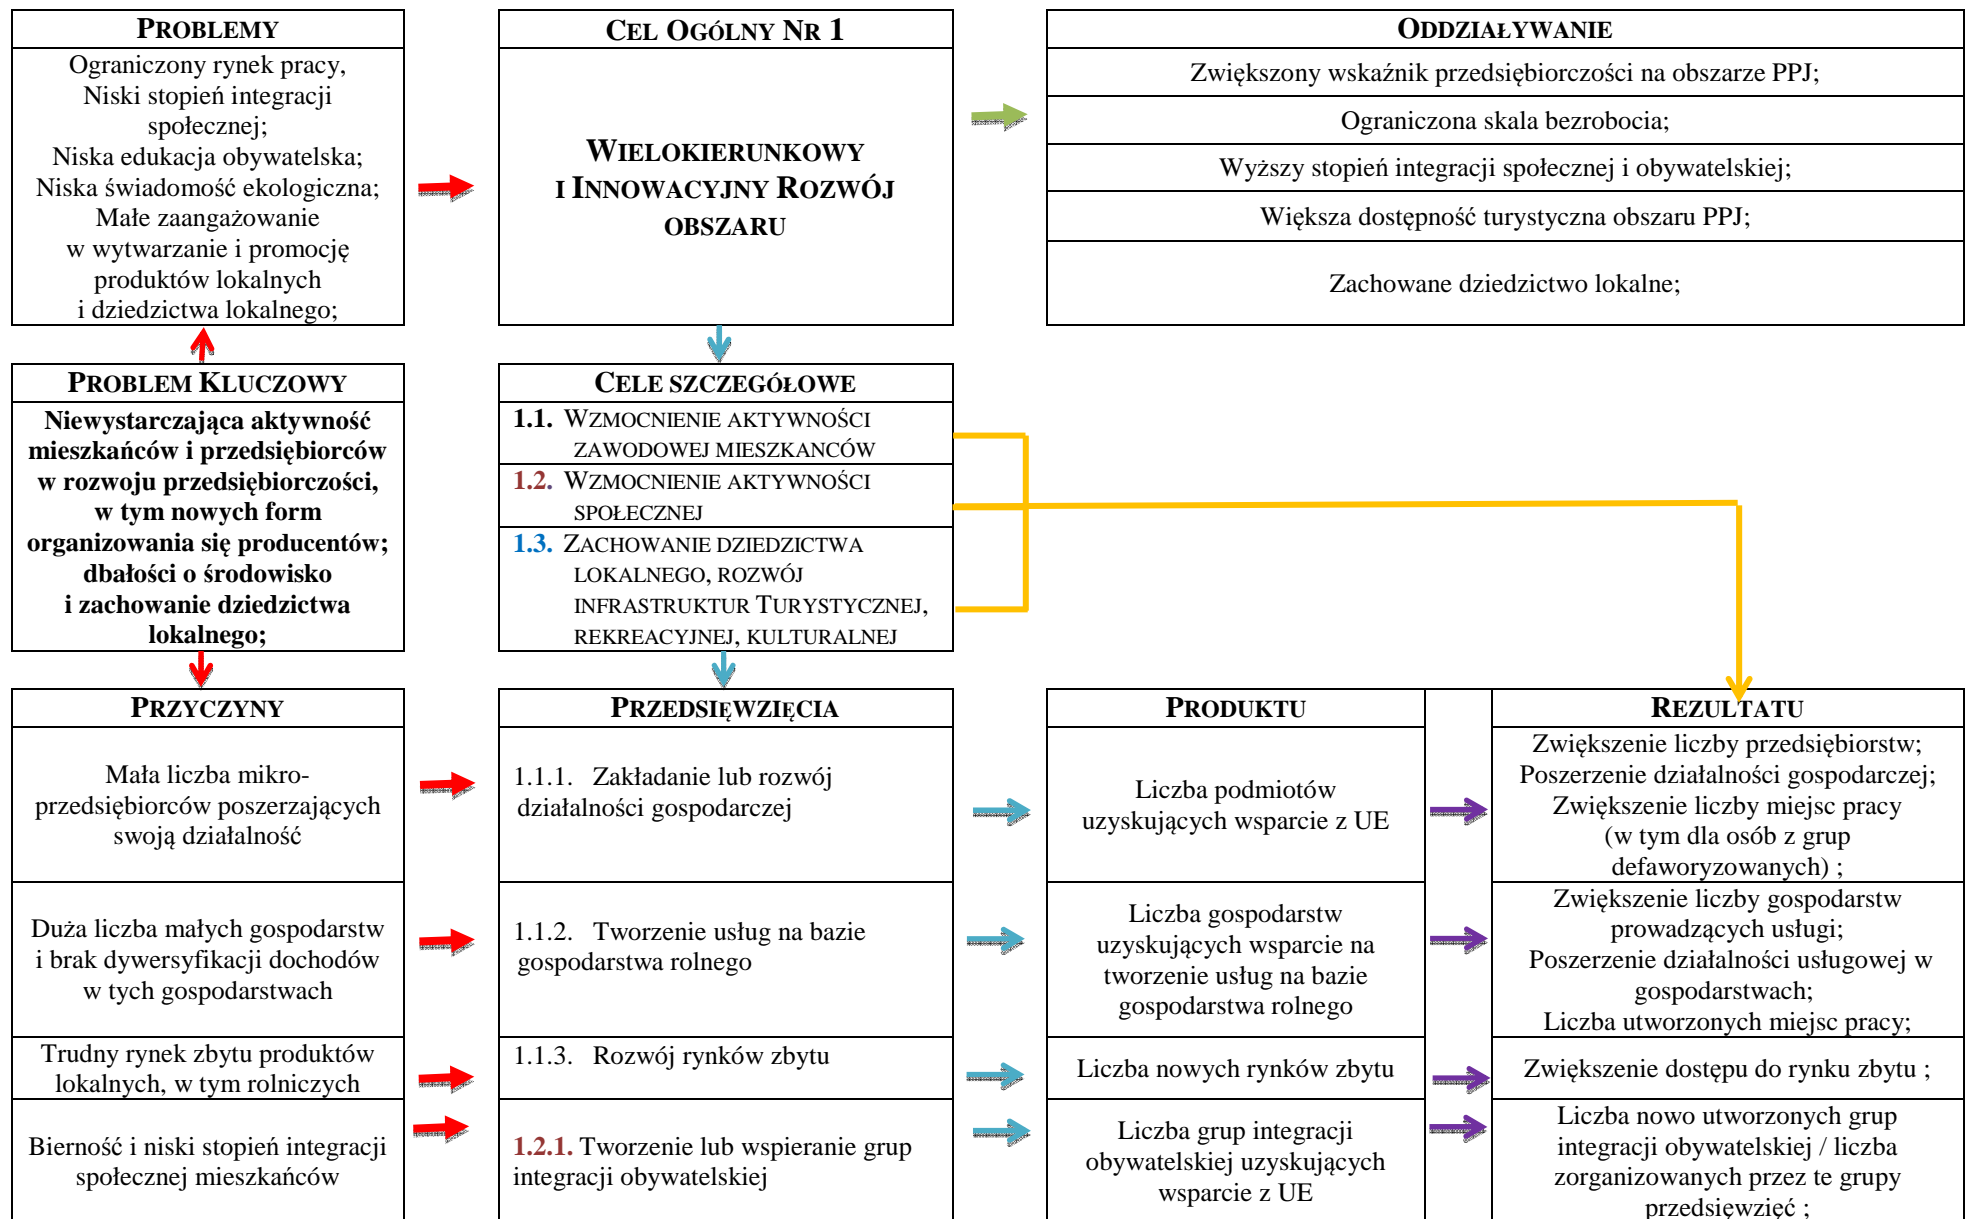 PROBLEMY
Ograniczony rynek pracy,
Niski stopień integracji
społecznej;
Niska edukacja obywatelska;
Niska świadomość ekologiczna;
Małe zaangażowanie
w wytwarzanie i promocję
produktów lokalnych
i dziedzictwa lokalnego;
CEL OGÓLNY NR 1
WIELOKIERUNKOWY
I INNOWACYJNY ROZWÓJ
OBSZARU
ODDZIAŁYWANIE
Zwiększony wskaźnik przedsiębiorczości na obszarze PPJ;
Ograniczona skala bezrobocia;
Wyższy stopień integracji społecznej i obywatelskiej;
Większa dostępność turystyczna obszaru PPJ;
Zachowane dziedzictwo lokalne;
PROBLEM KLUCZOWY
Niewystarczająca aktywność
mieszkańców i przedsiębiorców
w rozwoju przedsiębiorczości,
w tym nowych form
organizowania się producentów;
dbałości o środowisko
i zachowanie dziedzictwa
lokalnego;
CELE SZCZEGÓŁOWE
1.1. WZMOCNIENIE AKTYWNOŚCI
ZAWODOWEJ MIESZKANCÓW
1.2. WZMOCNIENIE AKTYWNOŚCI
SPOŁECZNEJ
1.3. ZACHOWANIE DZIEDZICTWA
LOKALNEGO, ROZWÓJ
INFRASTRUKTUR TURYSTYCZNEJ,
REKREACYJNEJ, KULTURALNEJ
PRZYCZYNY
PRZEDSIĘWZIĘCIA
PRODUKTU
REZULTATU
Mała liczba mikro-
przedsiębiorców poszerzających
swoją działalność
1.1.1. Zakładanie lub rozwój
działalności gospodarczej
Liczba podmiotów
uzyskujących wsparcie z UE
Zwiększenie liczby przedsiębiorstw;
Poszerzenie działalności gospodarczej;
Zwiększenie liczby miejsc pracy
(w tym dla osób z grup
defaworyzowanych) ;
Duża liczba małych gospodarstw
i brak dywersyfikacji dochodów
w tych gospodarstwach
1.1.2. Tworzenie usług na bazie
gospodarstwa rolnego
Liczba gospodarstw
uzyskujących wsparcie na
tworzenie usług na bazie
gospodarstwa rolnego
Zwiększenie liczby gospodarstw
prowadzących usługi;
Poszerzenie działalności usługowej w
gospodarstwach;
Liczba utworzonych miejsc pracy;
Trudny rynek zbytu produktów
lokalnych, w tym rolniczych
1.1.3. Rozwój rynków zbytu
Liczba nowych rynków zbytu
Zwiększenie dostępu do rynku zbytu ;
Bierność i niski stopień integracji
społecznej mieszkańców
1.2.1. Tworzenie lub wspieranie grup
integracji obywatelskiej
Liczba grup integracji
obywatelskiej uzyskujących
wsparcie z UE
Liczba nowo utworzonych grup
integracji obywatelskiej / liczba
zorganizowanych przez te grupy
przedsięwzięć ;